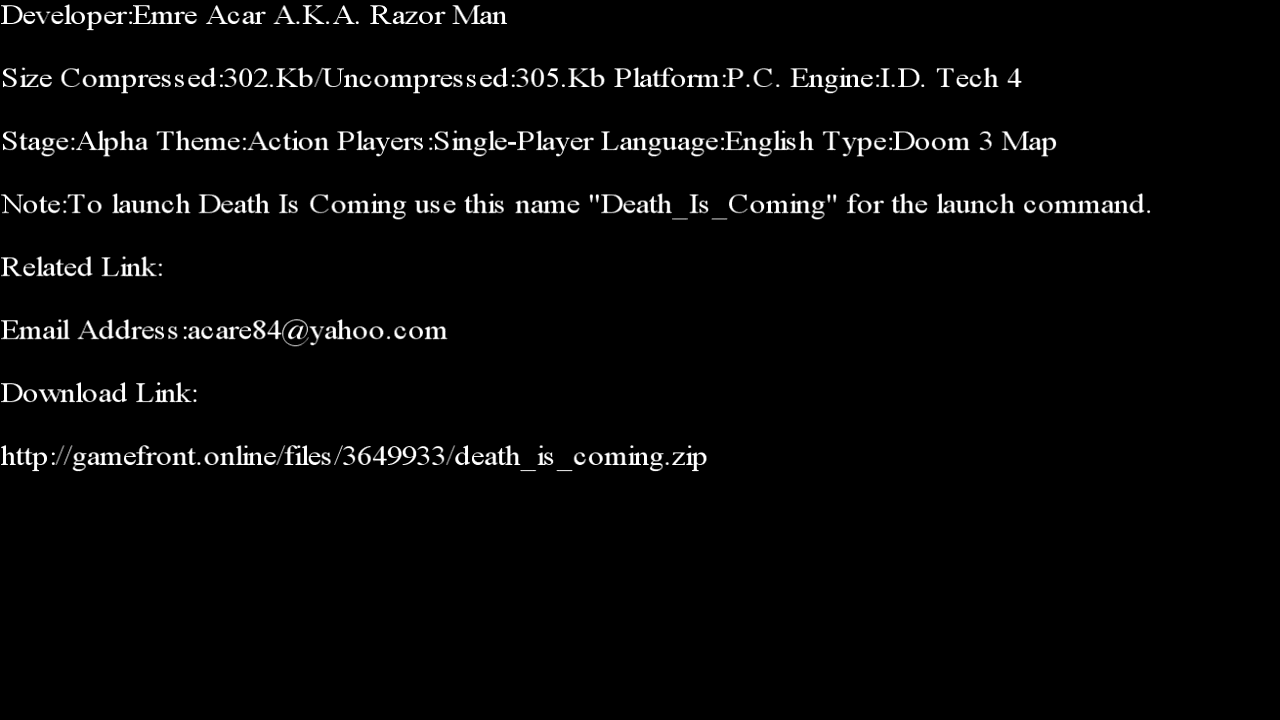 Developer:Emre Acar A.K.A. Razor Man
Size Compressed:302.Kb/Uncompressed:305.Kb Platform:P.C. Engine:I.D. Tech 4
Stage:Alpha Theme:Action Players:Single-Player Language:English Type:Doom 3 Map
Note:To launch Death Is Coming use this name "Death_Is_Coming" for the launch command.
Related Link:
Email Address:acare84@yahoo.com
Download Link:
http://gamefront.online/files/3649933/death_is_coming.zip